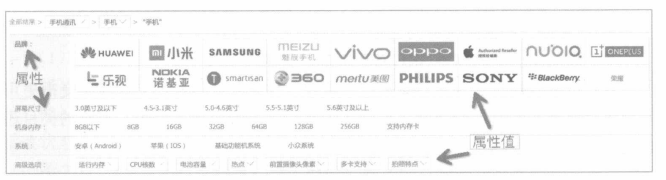 全部结果 > 手机通讯 > 手机 > "手机"
品牌：
HUAWEI mi 小米 SAMSUNG MEIZU 魅族手机 vivo oppo Authorized Reseller nubia 1+ ONEPLUS
属性
乐视 NOKIA 诺基亚 T smartisan 360 meitu美图 PHILIPS SONY BlackBerry 荣耀
屏幕尺寸： 3.0英寸及以下 4.5-3.1英寸 5.0-4.6英寸 5.5-5.1英寸 5.6英寸及以上
机身内存： 8GB以下 8GB 16GB 32GB 64GB 128GB 256GB 支持内存卡
系统： 安卓（Android） 苹果（IOS） 基础功能机系统 小众系统
属性值
高级选项： 运行内存 CPU核数 电池容量 热点 前置摄像头像素 多卡支持 拍照特点